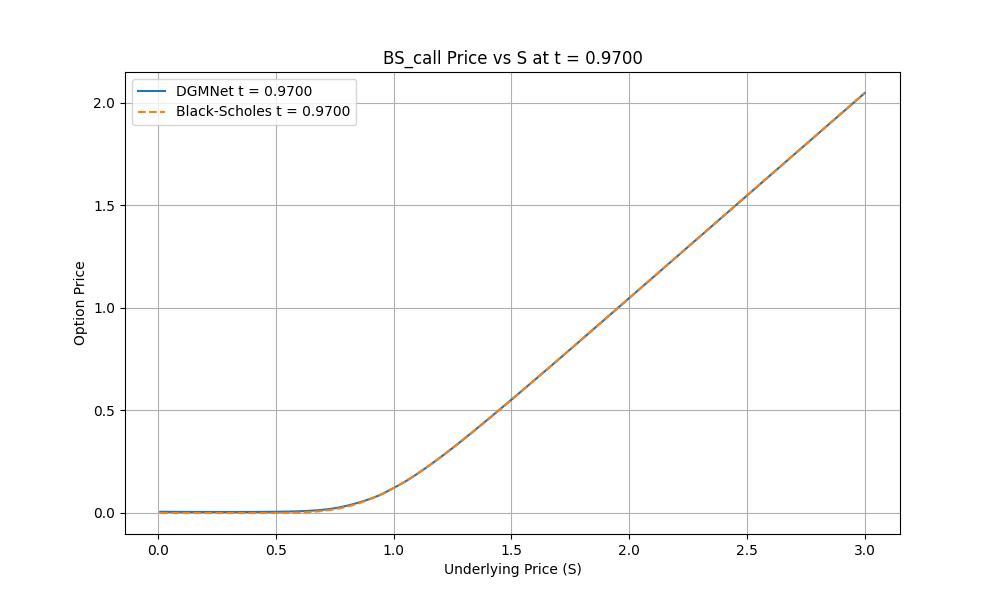 BS_call Price vs S at t = 0.9700
DGMNet t = 0.9700
Black-Scholes t = 0.9700
Option Price
2.0
1.5
1.0
0.5
0.0
0.0 0.5 1.0 1.5 2.0 2.5 3.0
Underlying Price (S)